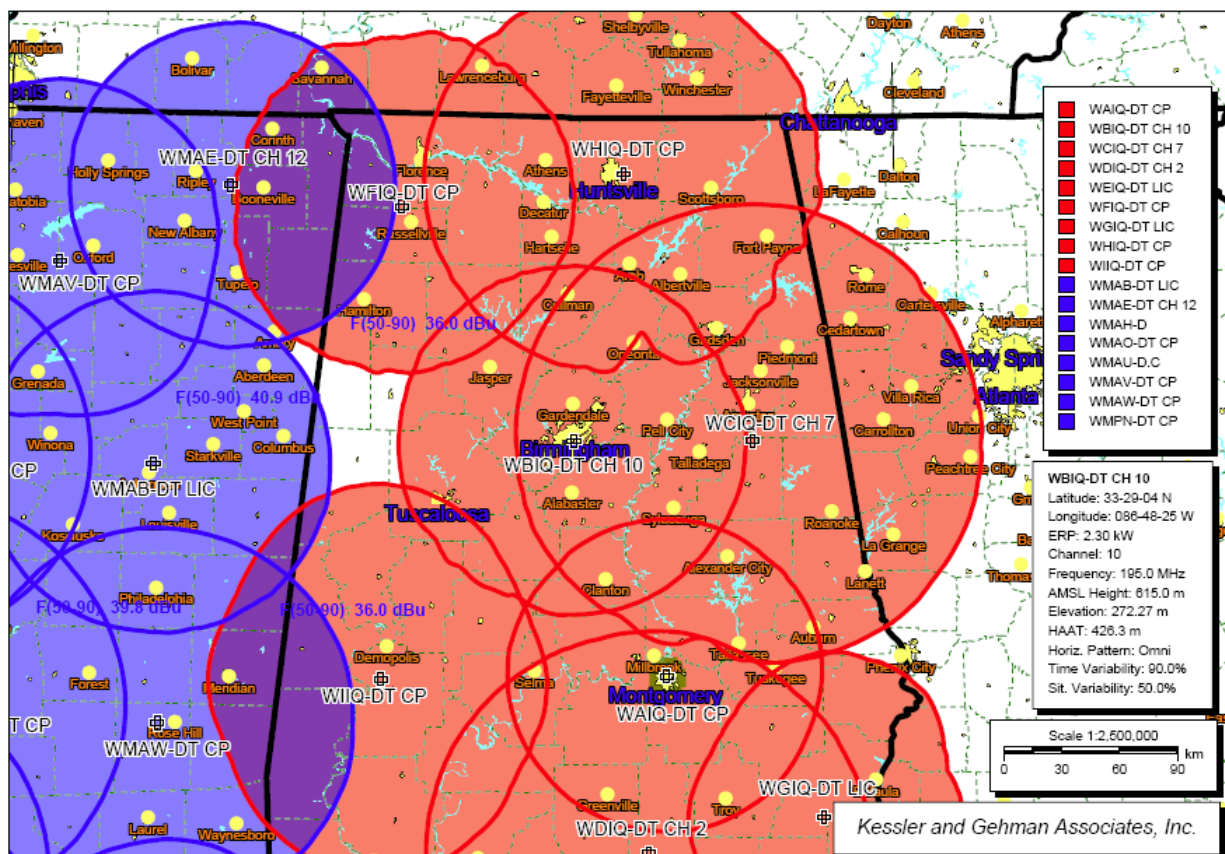 Shelbyville
Dayton
Athens
Millington
Bolivar
Savannah
Lawrenceburg
Tullahoma
Fayetteville
Winchester
Cleveland
Chattanooga
Corinth
WMAE-DT CH 12
Holly Springs
Ripley
Booneville
Florence
Athens
WHIQ-DT CP
Huntsville
Scottsboro
LaFayette
Dalton
WFIQ-DT CP
New Albany
Russellville
Decatur
Hartselle
Fort Payne
Calhoun
Oxford
WMAV-DT CP
Tupelo
Hamilton
Cullman
Arab
Albertville
Rome
Cartersville
F(50-90) 36.0 dBu
Oneonta
Gadsden
Cedartown
Alpharet
Grenada
Aberdeen
Jasper
Piedmont
Jacksonville
Sandy Spri
F(50-90) 40.9 dBu
Villa Rica
Atlanta
West Point
Gardendale
Winona
Starkville
Columbus
Pell City
WCIQ-DT CH 7
Carrollton
Union City
Birmingham
WBIQ-DT CH 10
Talladega
Peachtree City
CP
WMAB-DT LIC
Alabaster
Sylacauga
Roanoke
Louisville
Tuscaloosa
Kosciusko
La Grange
Alexander City
Thomas
Philadelphia
Clanton
Lanett
F(50-90) 39.8 dBu
F(50-90) 36.0 dBu
Auburn
Demopolis
Millbrook
Tallassee
Phenix City
Forest
Meridian
WIIQ-DT CP
Selma
Tuskegee
Montgomery
WAIQ-DT CP
T CP
Rose Hill
WMAW-DT CP
WGIQ-DT LIC
Greenville
Troy
Laurel
Waynesboro
WDIQ-DT CH 2
WAIQ-DT CP
WBIQ-DT CH 10
WCIQ-DT CH 7
WDIQ-DT CH 2
WEIQ-DT LIC
WFIQ-DT CP
WGIQ-DT LIC
WHIQ-DT CP
WIIQ-DT CP
WMAB-DT LIC
WMAE-DT CH 12
WMAH-D
WMAO-DT CP
WMAU-D.C
WMAV-DT CP
WMAW-DT CP
WMPN-DT CP
WBIQ-DT CH 10
Latitude: 33-29-04 N
Longitude: 086-48-25 W
ERP: 2.30 kW
Channel: 10
Frequency: 195.0 MHz
AMSL Height: 615.0 m
Elevation: 272.27 m
HAAT: 426.3 m
Horiz. Pattern: Omni
Time Variability: 90.0%
Sit. Variability: 50.0%
Scale 1:2,500,000
km
0 30 60 90
Kessler and Gehman Associates, Inc.